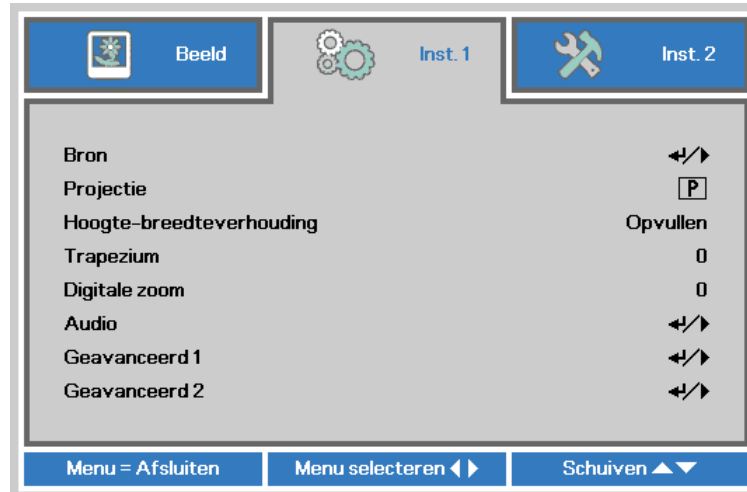 Beeld Inst. 1 Inst. 2
Bron
Projectie P
Hoogte-breedteverhouding Opvullen
Trapezium 0
Digitale zoom 0
Audio
Geavanceerd 1
Geavanceerd 2
Menu = Afsluiten Menu selecteren Schuiven